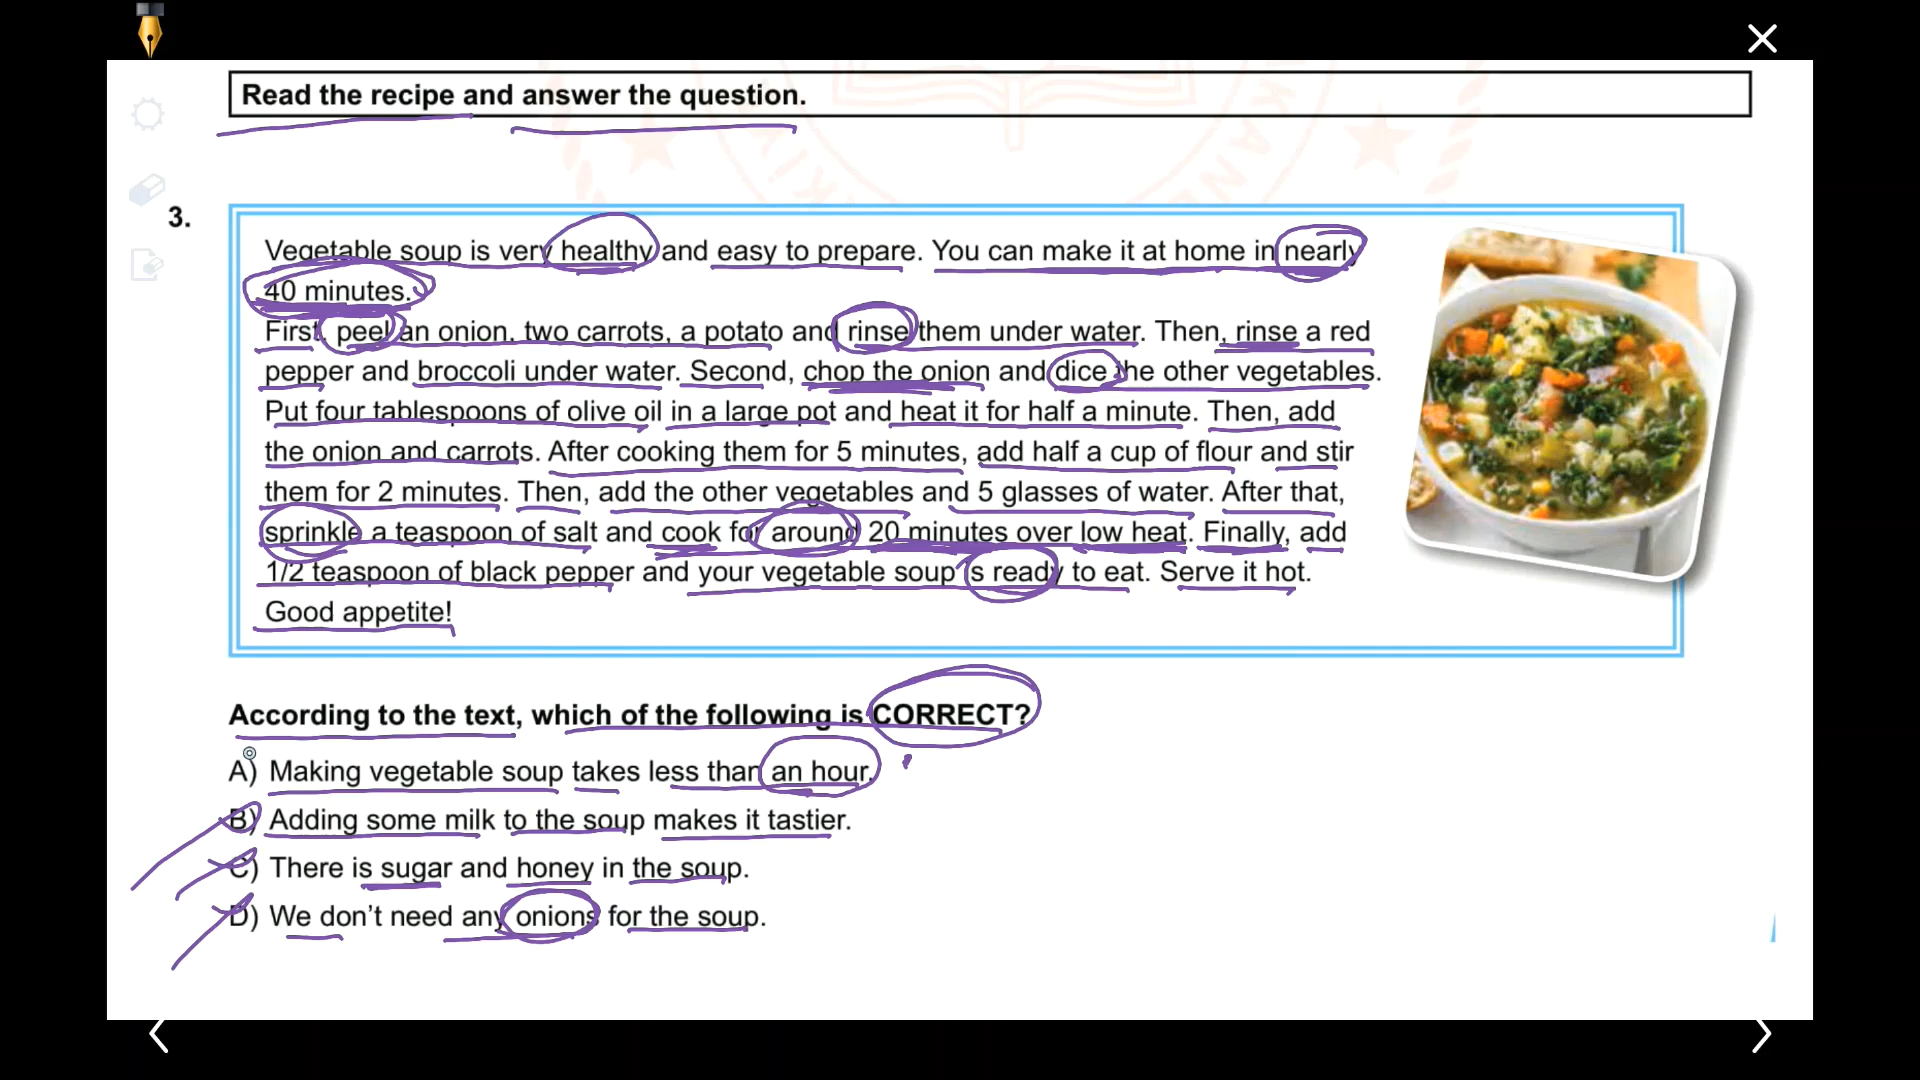 Read the recipe and answer the question.
3.
Vegetable soup is very healthy and easy to prepare. You can make it at home in nearly
40 minutes.
First, peel an onion, two carrots, a potato and rinse them under water. Then, rinse a red
pepper and broccoli under water. Second, chop the onion and dice the other vegetables.
Put four tablespoons of olive oil in a large pot and heat it for half a minute. Then, add
the onion and carrots. After cooking them for 5 minutes, add half a cup of flour and stir
them for 2 minutes. Then, add the other vegetables and 5 glasses of water. After that,
sprinkle a teaspoon of salt and cook for around 20 minutes over low heat. Finally, add
1/2 teaspoon of black pepper and your vegetable soup is ready to eat. Serve it hot.
Good appetite!
According to the text, which of the following is CORRECT?
A) Making vegetable soup takes less than an hour.
B) Adding some milk to the soup makes it tastier.
C) There is sugar and honey in the soup.
D) We don't need any onions for the soup.